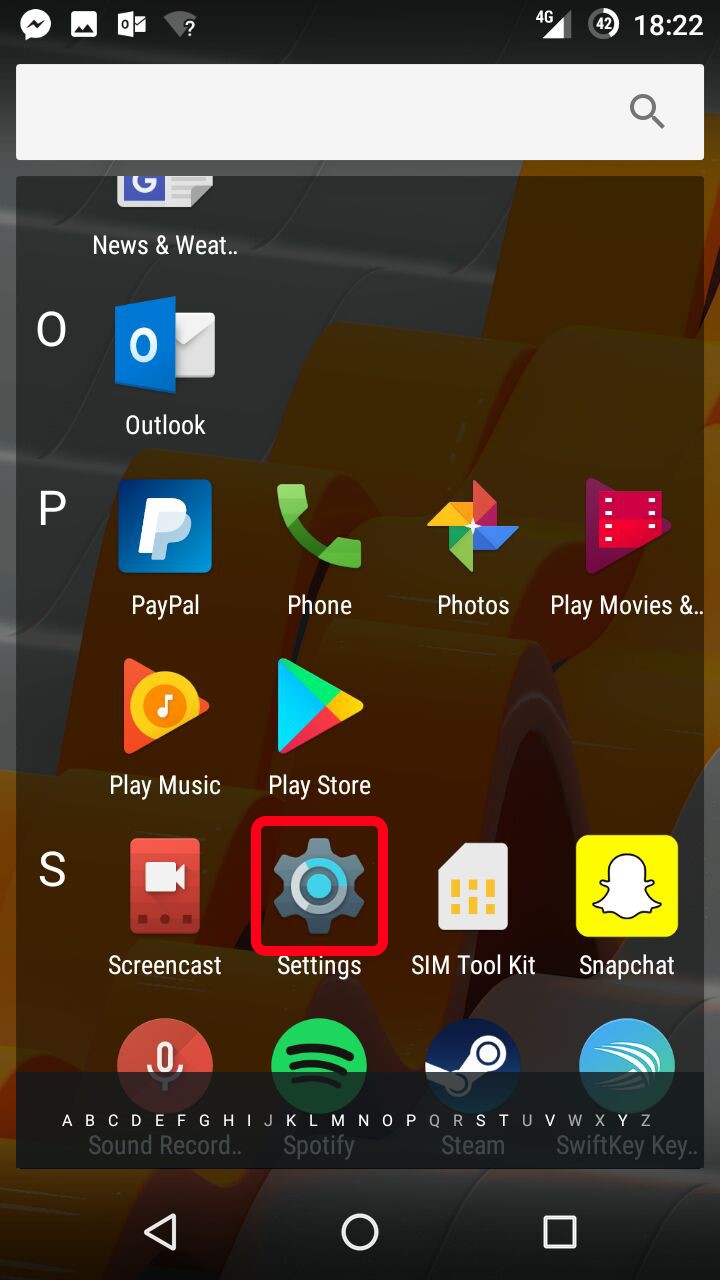 4G 42 18:22
G
News & Weat..
O
O
Outlook
P
PayPal Phone Photos Play Movies &..
Play Music Play Store
S
Screencast Settings SIM Tool Kit Snapchat
A B C D E F G H I J K L M N O P Q R S T U V W X Y Z
Sound Record.. Spotify Steam SwiftKey Key..